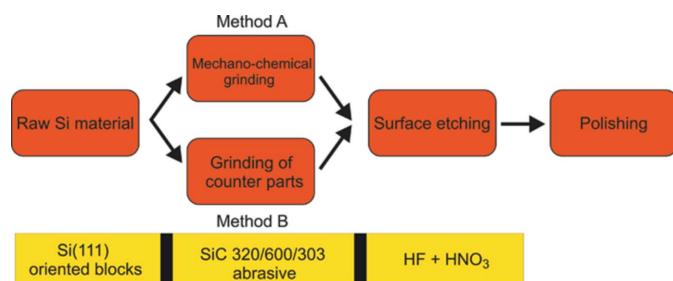 Method A
Mechano-chemical
grinding
Raw Si material
Surface etching
Polishing
Grinding of
counter parts
Method B
Si(111)
oriented blocks
SiC 320/600/303
abrasive
HF + HNO₃